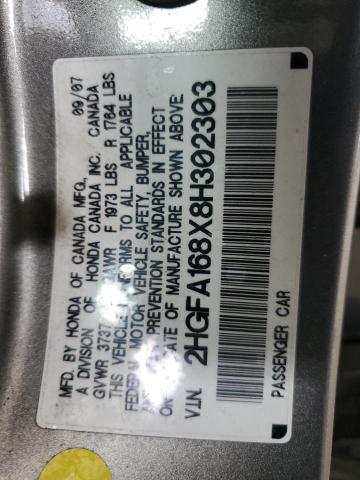 MFD. BY HONDA OF CANADA MFG., 09/07
A DIVISION OF HONDA CANADA INC. CANADA
GVWR 3737 GAWR F 1973 LBS R 1764 LBS
THIS VEHICLE CONFORMS TO ALL APPLICABLE
FEDERAL MOTOR VEHICLE SAFETY, BUMPER,
AND THEFT PREVENTION STANDARDS IN EFFECT
ON THE DATE OF MANUFACTURE SHOWN ABOVE.
V.I.N. 2HGFA168X8H302303
PASSENGER CAR